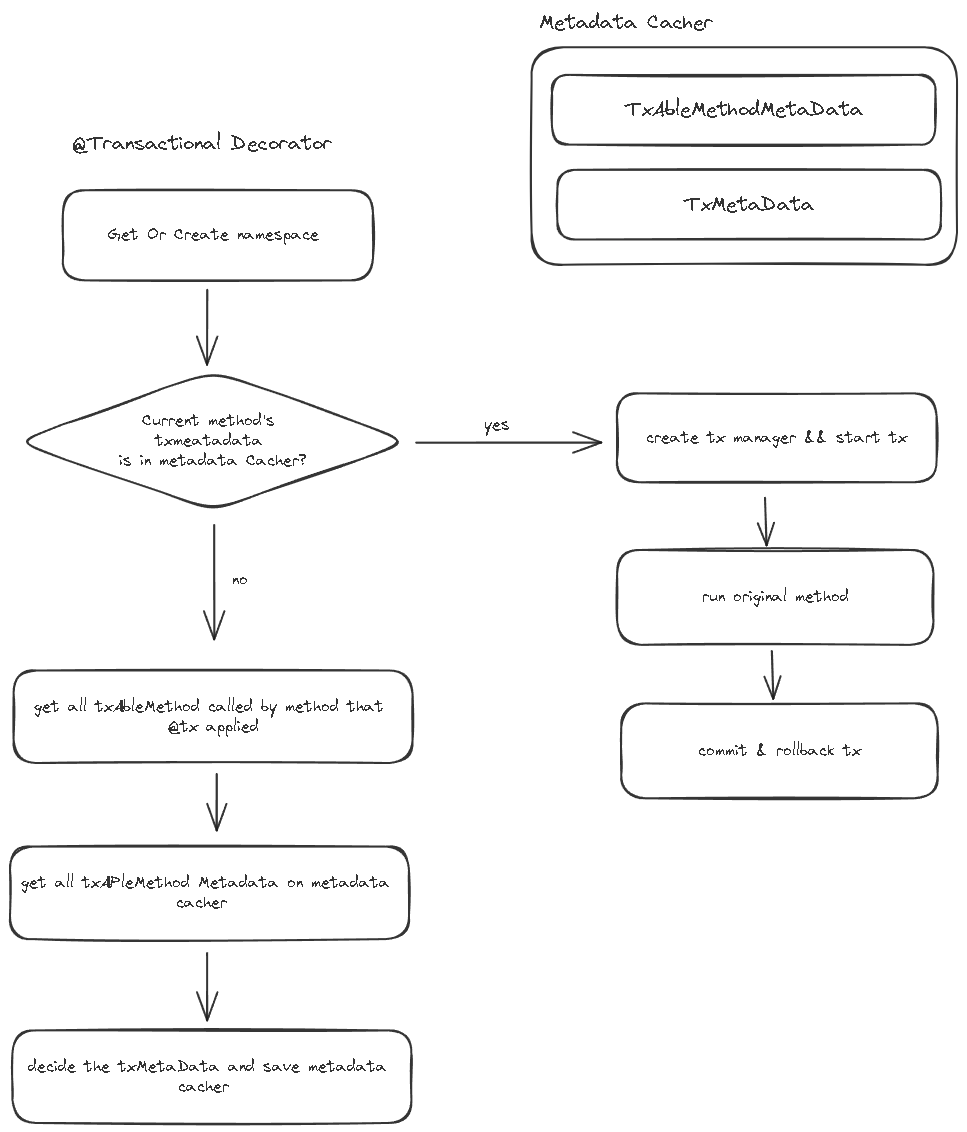 Metadata Cacher
TxAbleMethodMetaData
TxMetaData
@Transactional Decorator
Get Or Create namespace
Current method's
txmeatadata
is in metadata Cacher?
yes
create tx manager && start tx
run original method
commit & rollback tx
no
get all txAbleMethod called by method that
@tx applied
get all txAPleMethod Metadata on metadata
cacher
decide the txMetaData and save metadata
cacher